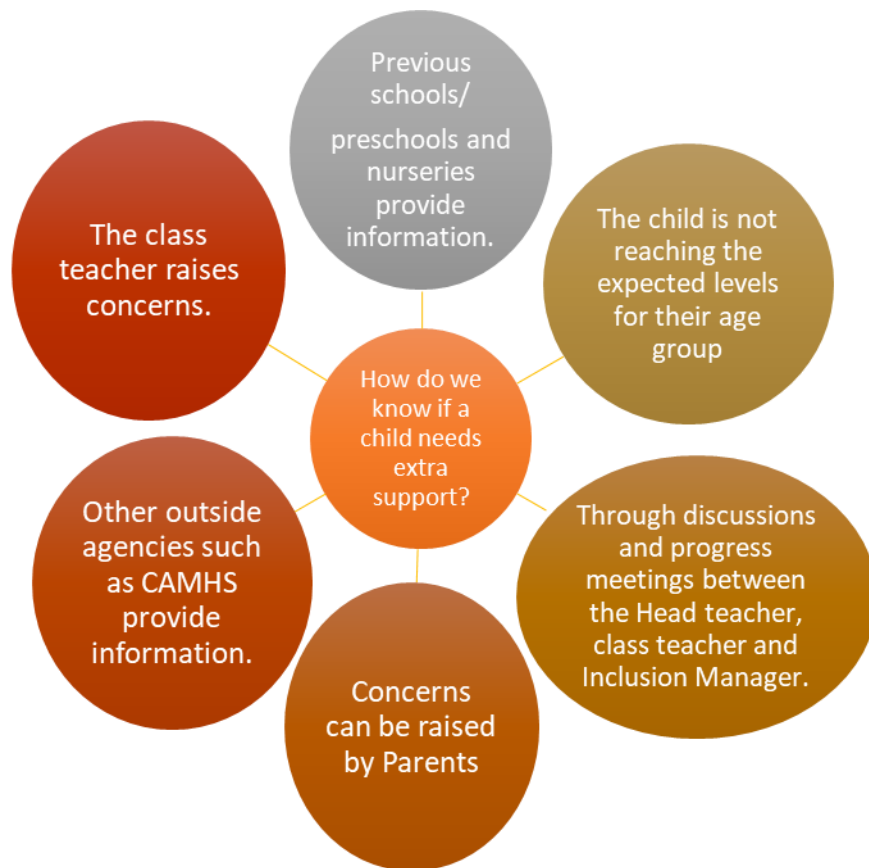 Previous
schools/
preschools and
nurseries
provide
information.
The child is not
reaching the
expected levels
for their age
group
Through discussions
and progress
meetings between
the Head teacher,
class teacher and
Inclusion Manager.
Concerns
can be raised
by Parents
Other outside
agencies such
as CAMHS
provide
information.
The class
teacher raises
concerns.
How do we
know if a
child needs
extra
support?